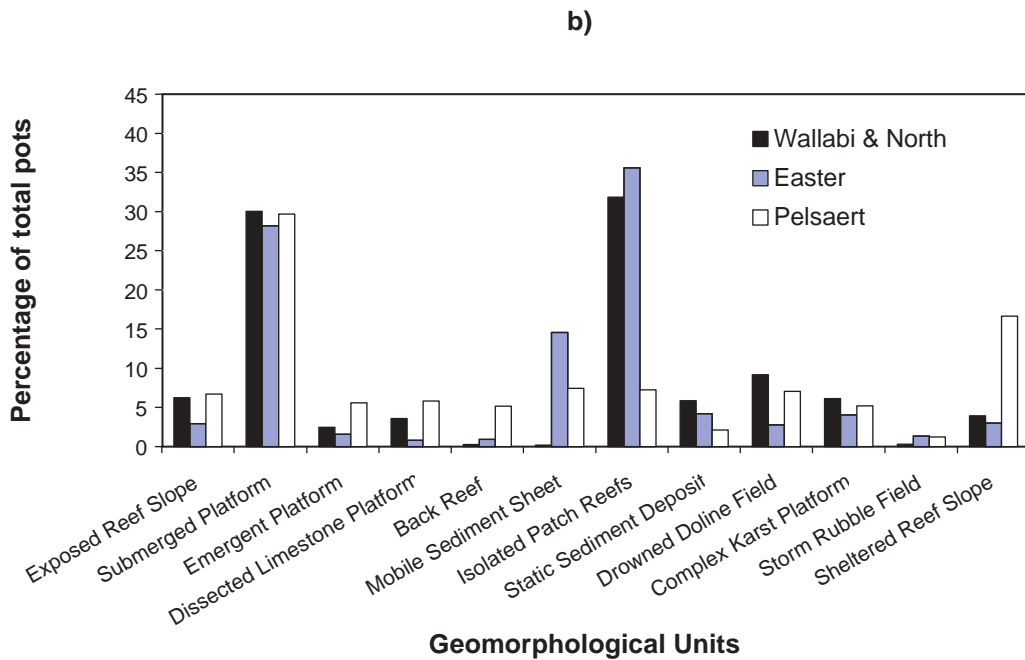 b)
Percentage of total pots
45
40
35
30
25
20
15
10
5
0
Wallabi & North
Easter
Pelsaert
Exposed Reef Slope
Submerged Platform
Emergent Platform
Dissected Limestone Platform
Back Reef
Mobile Sediment Sheet
Isolated Patch Reefs
Static Sediment Deposit
Drowned Doline Field
Complex Karst Platform
Storm Rubble Field
Sheltered Reef Slope
Geomorphological Units